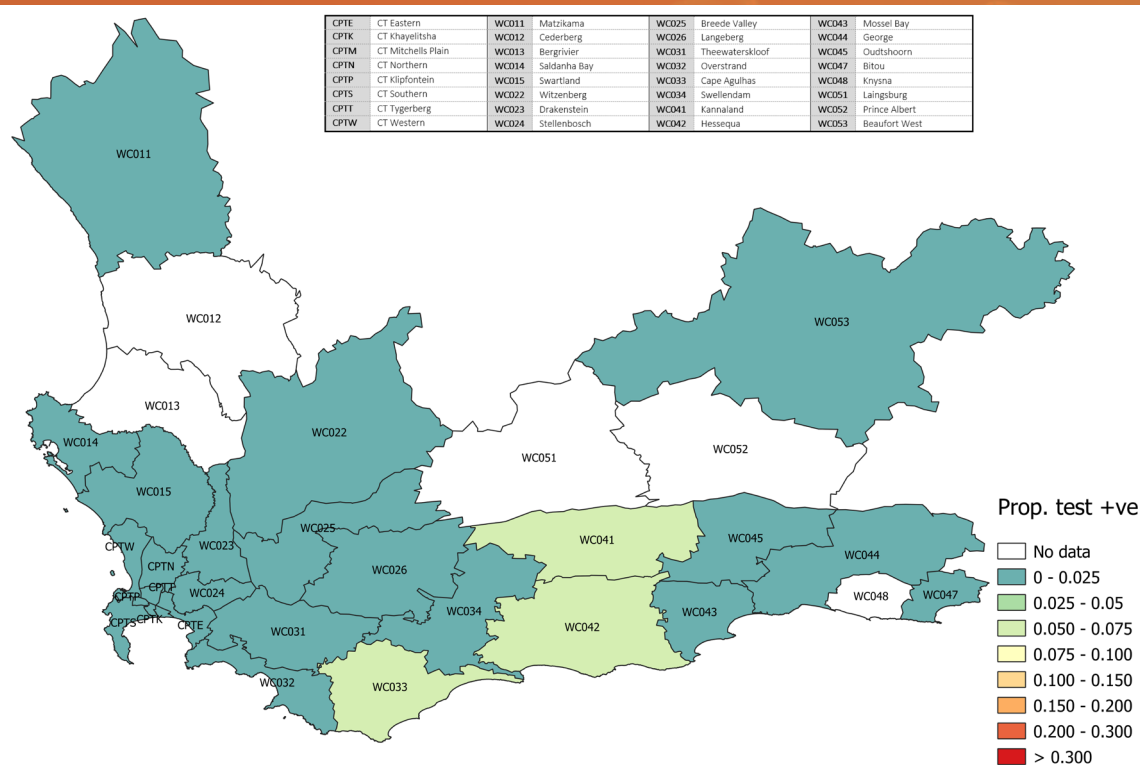 CPTE CT Eastern WC011 Matzikama WC025 Breede Valley WC043 Mossel Bay
CPTK CT Khayelitsha WC012 Cederberg WC026 Langeberg WC044 George
CPTM CT Mitchells Plain WC013 Bergrivier WC031 Theewaterskloof WC045 Oudtshoorn
CPTN CT Northern WC014 Saldanha Bay WC032 Overstrand WC047 Bitou
CPTP CT Klipfontein WC015 Swartland WC033 Cape Agulhas WC048 Knysna
CPTS CT Southern WC022 Witzenberg WC034 Swellendam WC051 Laingsburg
CPTT CT Tygerberg WC023 Drakenstein WC041 Kannaland WC052 Prince Albert
CPTW CT Western WC024 Stellenbosch WC042 Hessequa WC053 Beaufort West
WC011
WC012
WC053
WC013
WC022
WC014
WC051
WC052
WC015
WC025
WC041
WC045
CPTW
WC023
WC044
CPTN
WC026
CPTP
WC024
WC048
WC047
CPTS
CPTK
CPTE
WC034
WC043
WC031
WC042
WC032
WC033
Prop. test +ve
No data
0 - 0.025
0.025 - 0.05
0.050 - 0.075
0.075 - 0.100
0.100 - 0.150
0.150 - 0.200
0.200 - 0.300
> 0.300